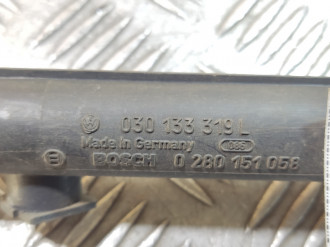 030 133 319 L
Made in Germany
BOSCH 0 280 151 058